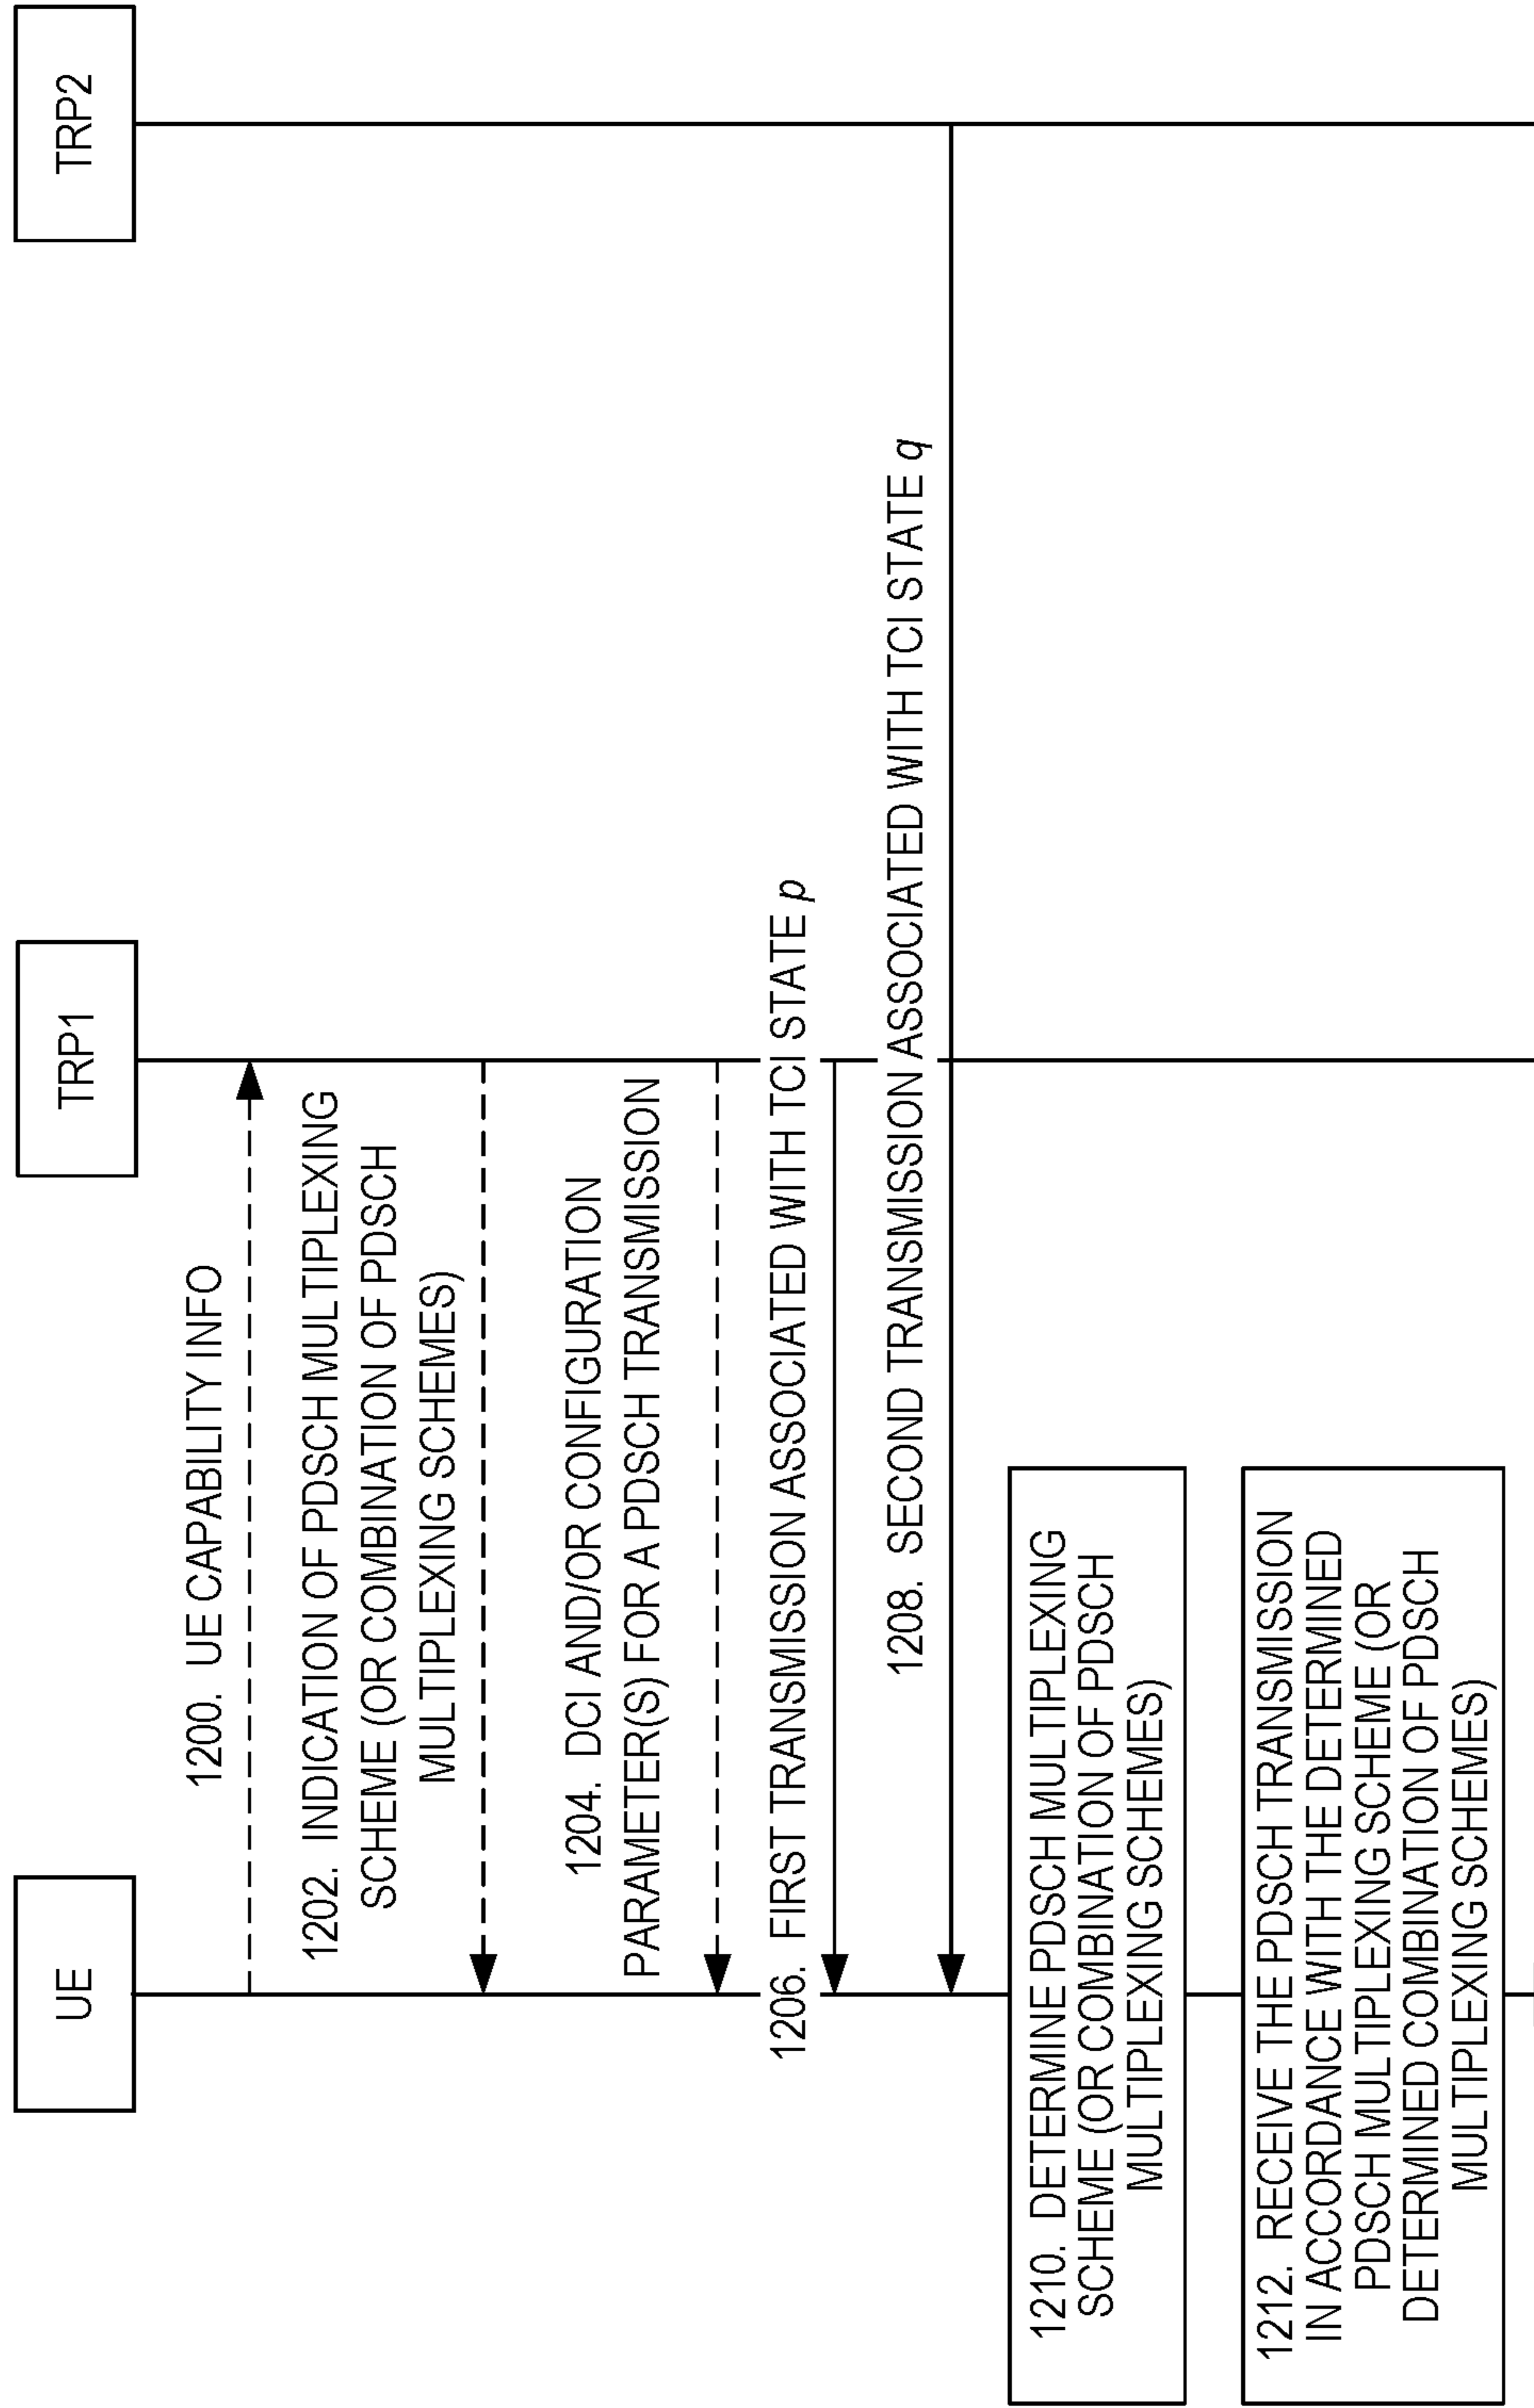 UE
TRP1
TRP2
1200. UE CAPABILITY INFO
1202. INDICATION OF PDSCH MULTIPLEXING
SCHEME (OR COMBINATION OF PDSCH
MULTIPLEXING SCHEMES)
1204. DCI AND/OR CONFIGURATION
PARAMETER(S) FOR A PDSCH TRANSMISSION
1206. FIRST TRANSMISSION ASSOCIATED WITH TCI STATE p
1208. SECOND TRANSMISSION ASSOCIATED WITH TCI STATE q
1210. DETERMINE PDSCH MULTIPLEXING
SCHEME (OR COMBINATION OF PDSCH
MULTIPLEXING SCHEMES)
1212. RECEIVE THE PDSCH TRANSMISSION
IN ACCORDANCE WITH THE DETERMINED
PDSCH MULTIPLEXING SCHEME (OR
DETERMINED COMBINATION OF PDSCH
MULTIPLEXING SCHEMES)